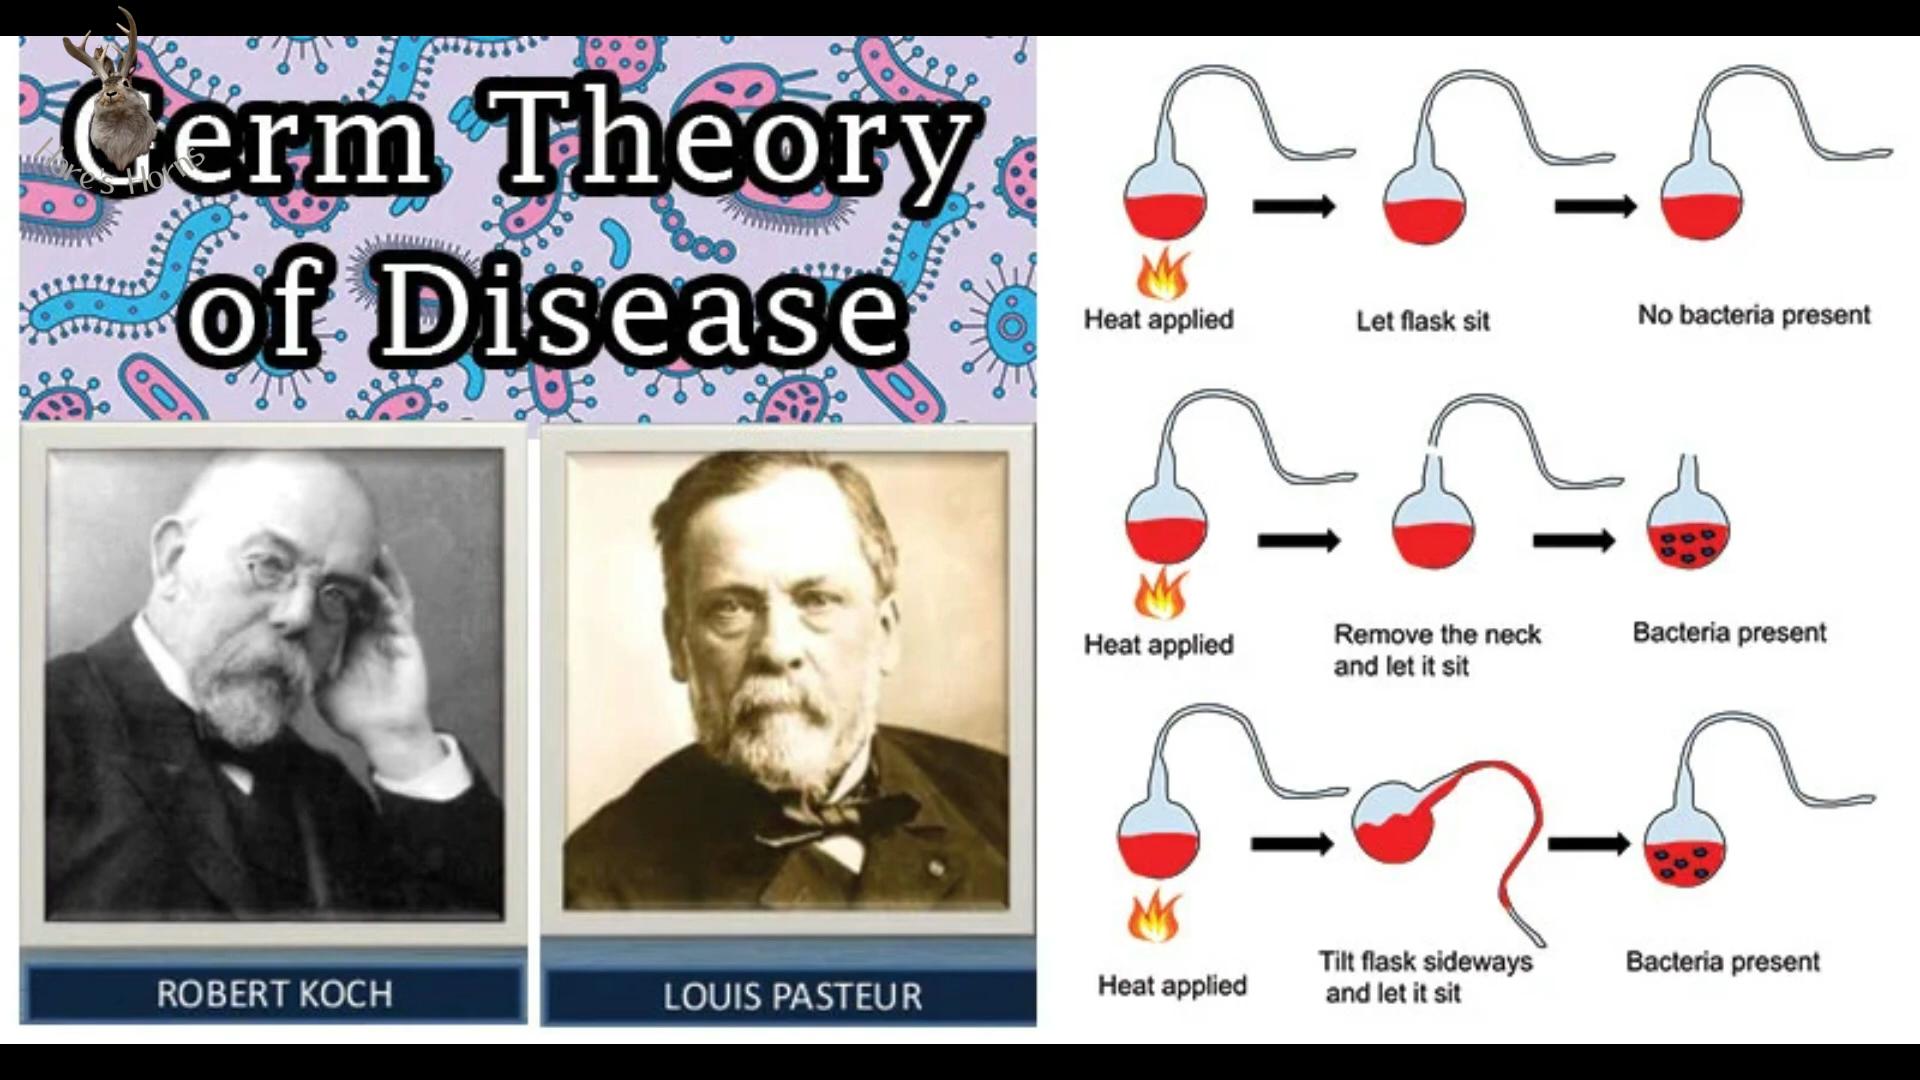 Hare's Horns
Germ Theory
of Disease
ROBERT KOCH
LOUIS PASTEUR
Heat applied
Let flask sit
No bacteria present
Heat applied
Remove the neck
and let it sit
Bacteria present
Heat applied
Tilt flask sideways
and let it sit
Bacteria present